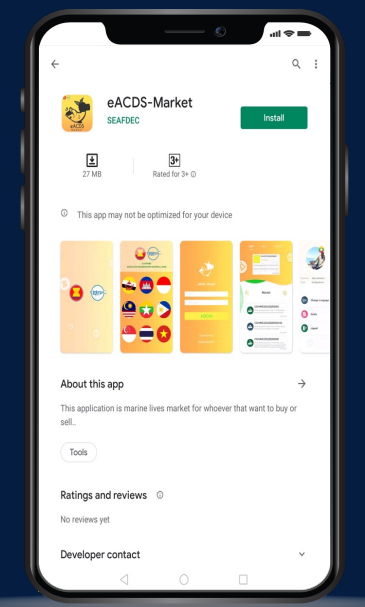 eACDS-Market
SEAFDEC
Install
eACDS
27 MB
3+
Rated for 3+
This app may not be optimized for your device
About this app
This application is marine lives market for whoever that want to buy or
sell..
Tools
Ratings and reviews
No reviews yet
Developer contact